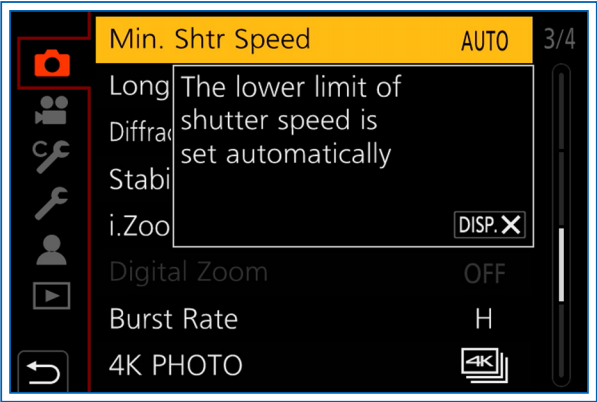 Min. Shtr Speed AUTO 3/4
Long
The lower limit of
shutter speed is
set automatically
DISP. X
Diffrac
Stabi
i.Zoo
Digital Zoom OFF
Burst Rate H
4K PHOTO 4K